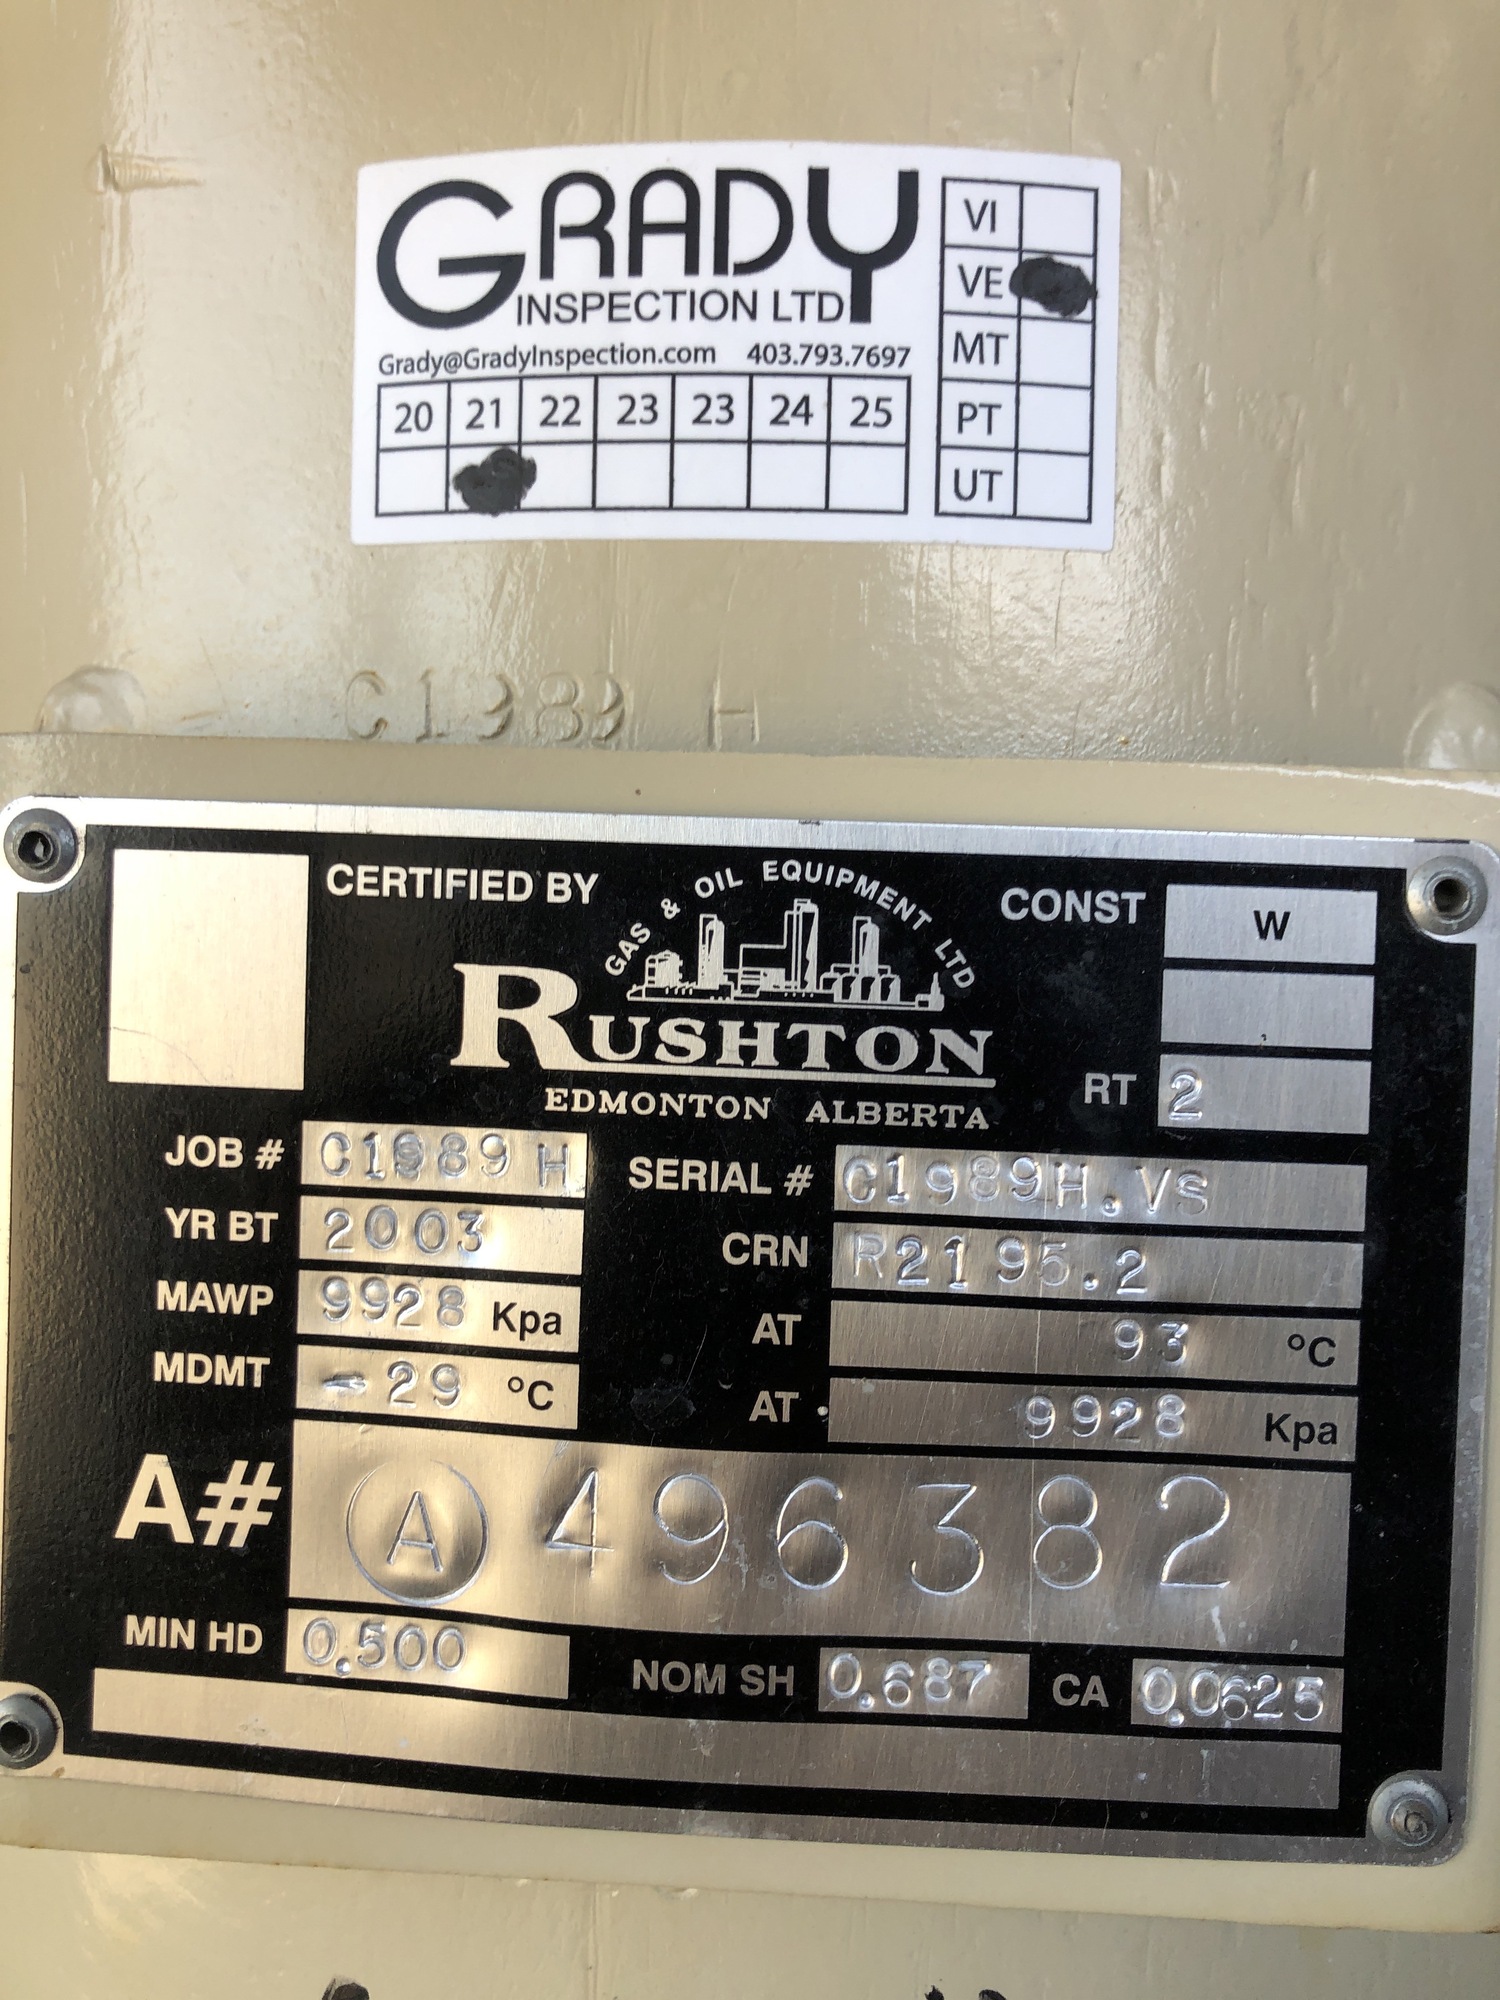 GRADY
INSPECTION LTD
Grady@GradyInspection.com 403.793.7697
20 21 22 23 23 24 25
VI
VE
MT
PT
UT
C1989 H
CERTIFIED BY
GAS & OIL EQUIPMENT LTD
RUSHTON
EDMONTON ALBERTA
CONST W
RT 2
JOB # C1989 H
SERIAL # C1989H.VS
YR BT 2003
CRN R2195.2
MAWP 9928 Kpa
AT 93 °C
MDMT -29 °C
AT 9928 Kpa
A# A 496382
MIN HD 0.500
NOM SH 0.687
CA 0.0625